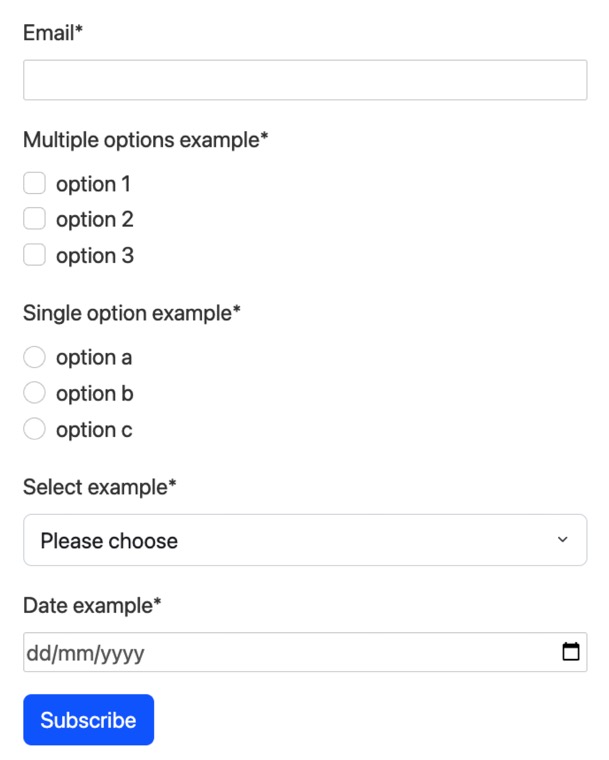 Email*
Multiple options example*
option 1
option 2
option 3
Single option example*
option a
option b
option c
Select example*
Please choose
Date example*
dd/mm/yyyy
Subscribe